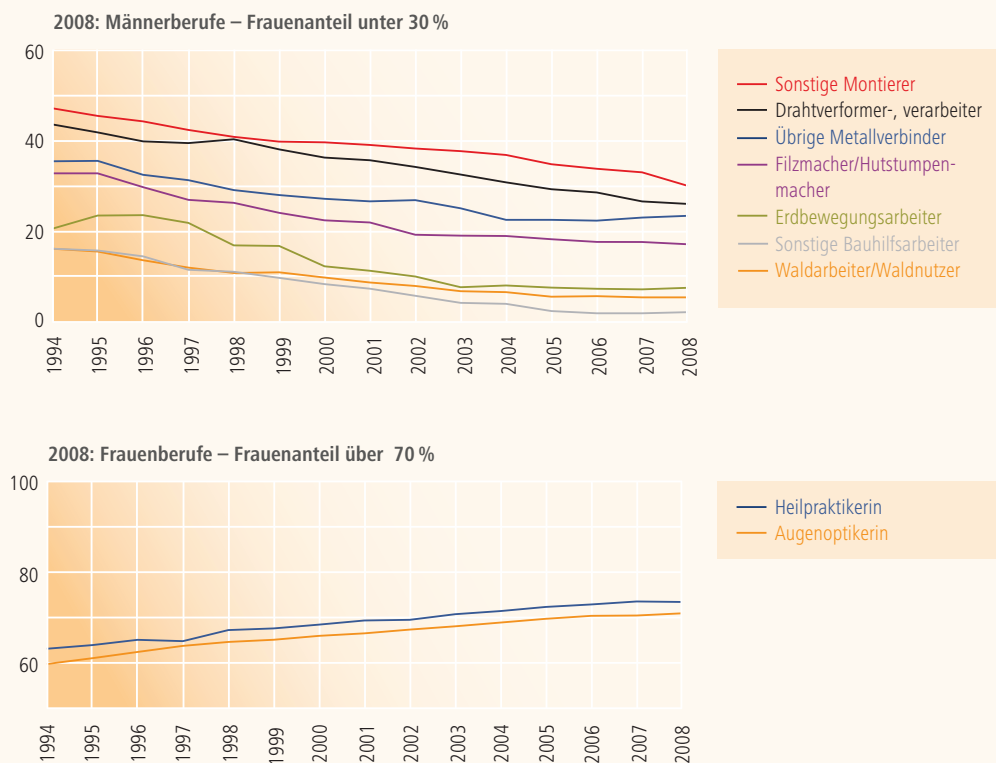 2008: Männerberufe – Frauenanteil unter 30 %
60
40
20
0
1994 1995 1996 1997 1998 1999 2000 2001 2002 2003 2004 2005 2006 2007 2008
Sonstige Montierer
Drahtverformer-, verarbeiter
Übrige Metallverbinder
Filzmacher/Hutstumpen-
macher
Erdbewegungsarbeiter
Sonstige Bauhilfsarbeiter
Waldarbeiter/Waldnutzer
2008: Frauenberufe – Frauenanteil über 70 %
100
80
60
1994 1995 1996 1997 1998 1999 2000 2001 2002 2003 2004 2005 2006 2007 2008
Heilpraktikerin
Augenoptikerin